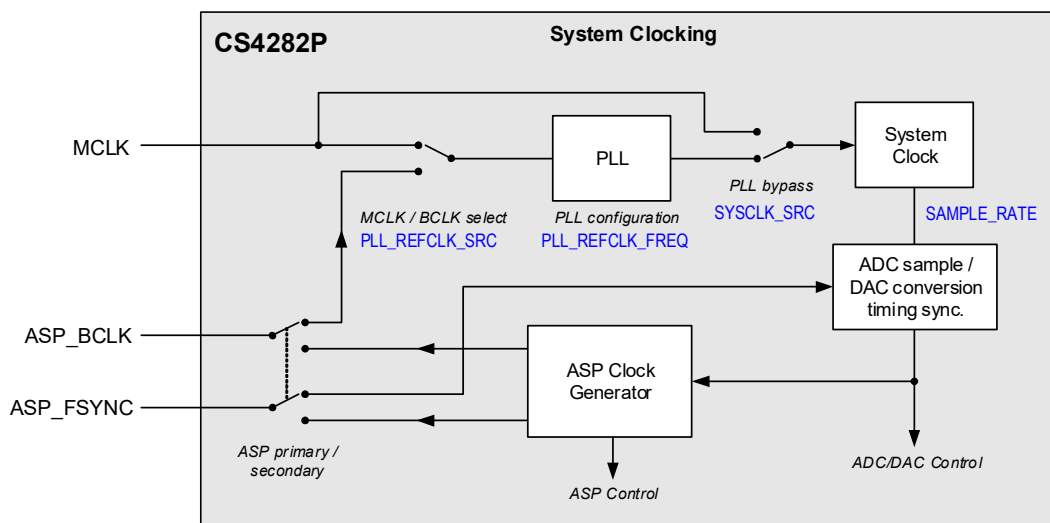 CS4282P
System Clocking
MCLK
PLL
System
Clock
MCLK / BCLK select
PLL_REFCLK_SRC
PLL configuration
PLL_REFCLK_FREQ
PLL bypass
SYSCLK_SRC
SAMPLE_RATE
ADC sample /
DAC conversion
timing sync.
ASP_BCLK
ASP_FSYNC
ASP Clock
Generator
ASP primary /
secondary
ASP Control
ADC/DAC Control